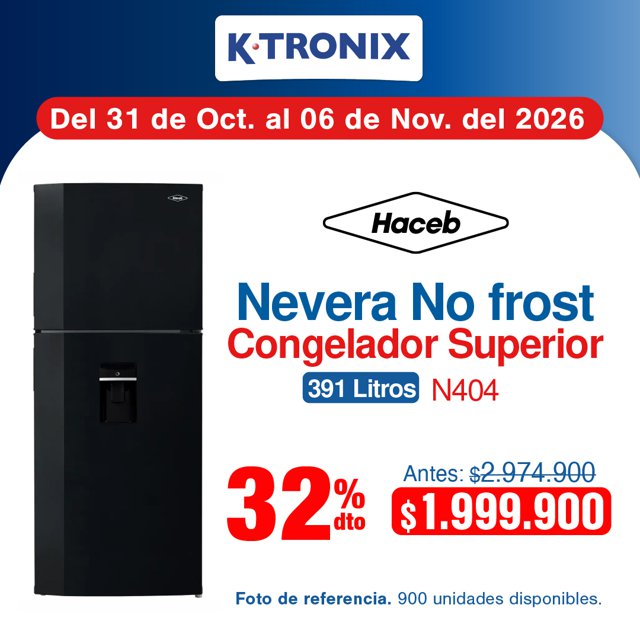 K·TRONIX
Del 31 de Oct. al 06 de Nov. del 2026
Haceb
Haceb
Nevera No frost
Congelador Superior
391 Litros N404
32% dto
Antes: $2.974.900
$1.999.900
Foto de referencia. 900 unidades disponibles.